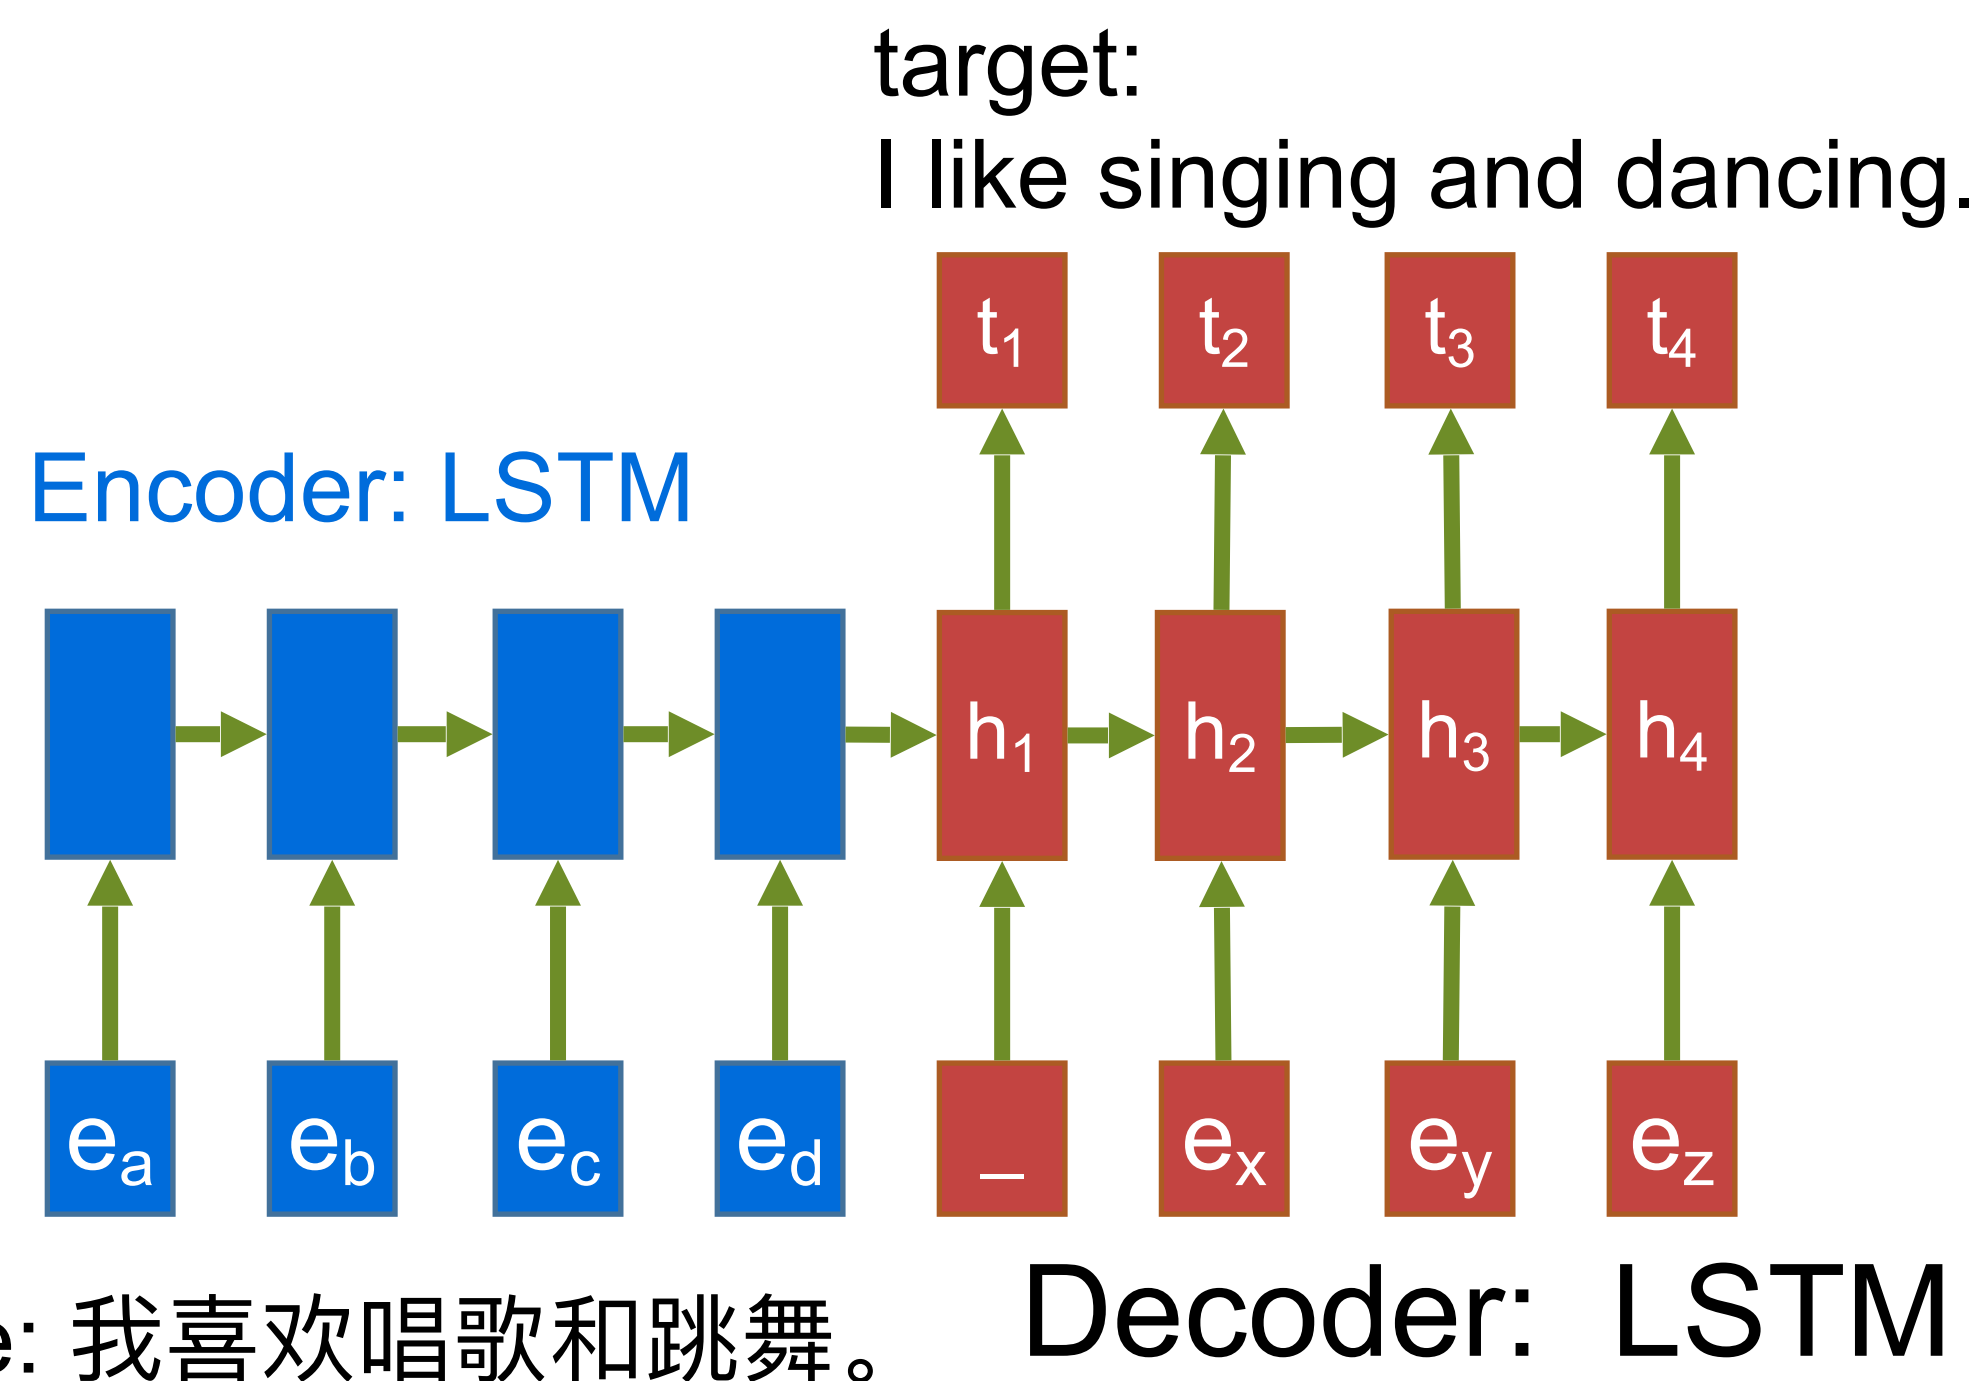 target:
I like singing and dancing.
t1 t2 t3 t4
Encoder: LSTM
h1 h2 h3 h4
ea eb ec ed _ ex ey ez
e: 我喜欢唱歌和跳舞。
Decoder: LSTM